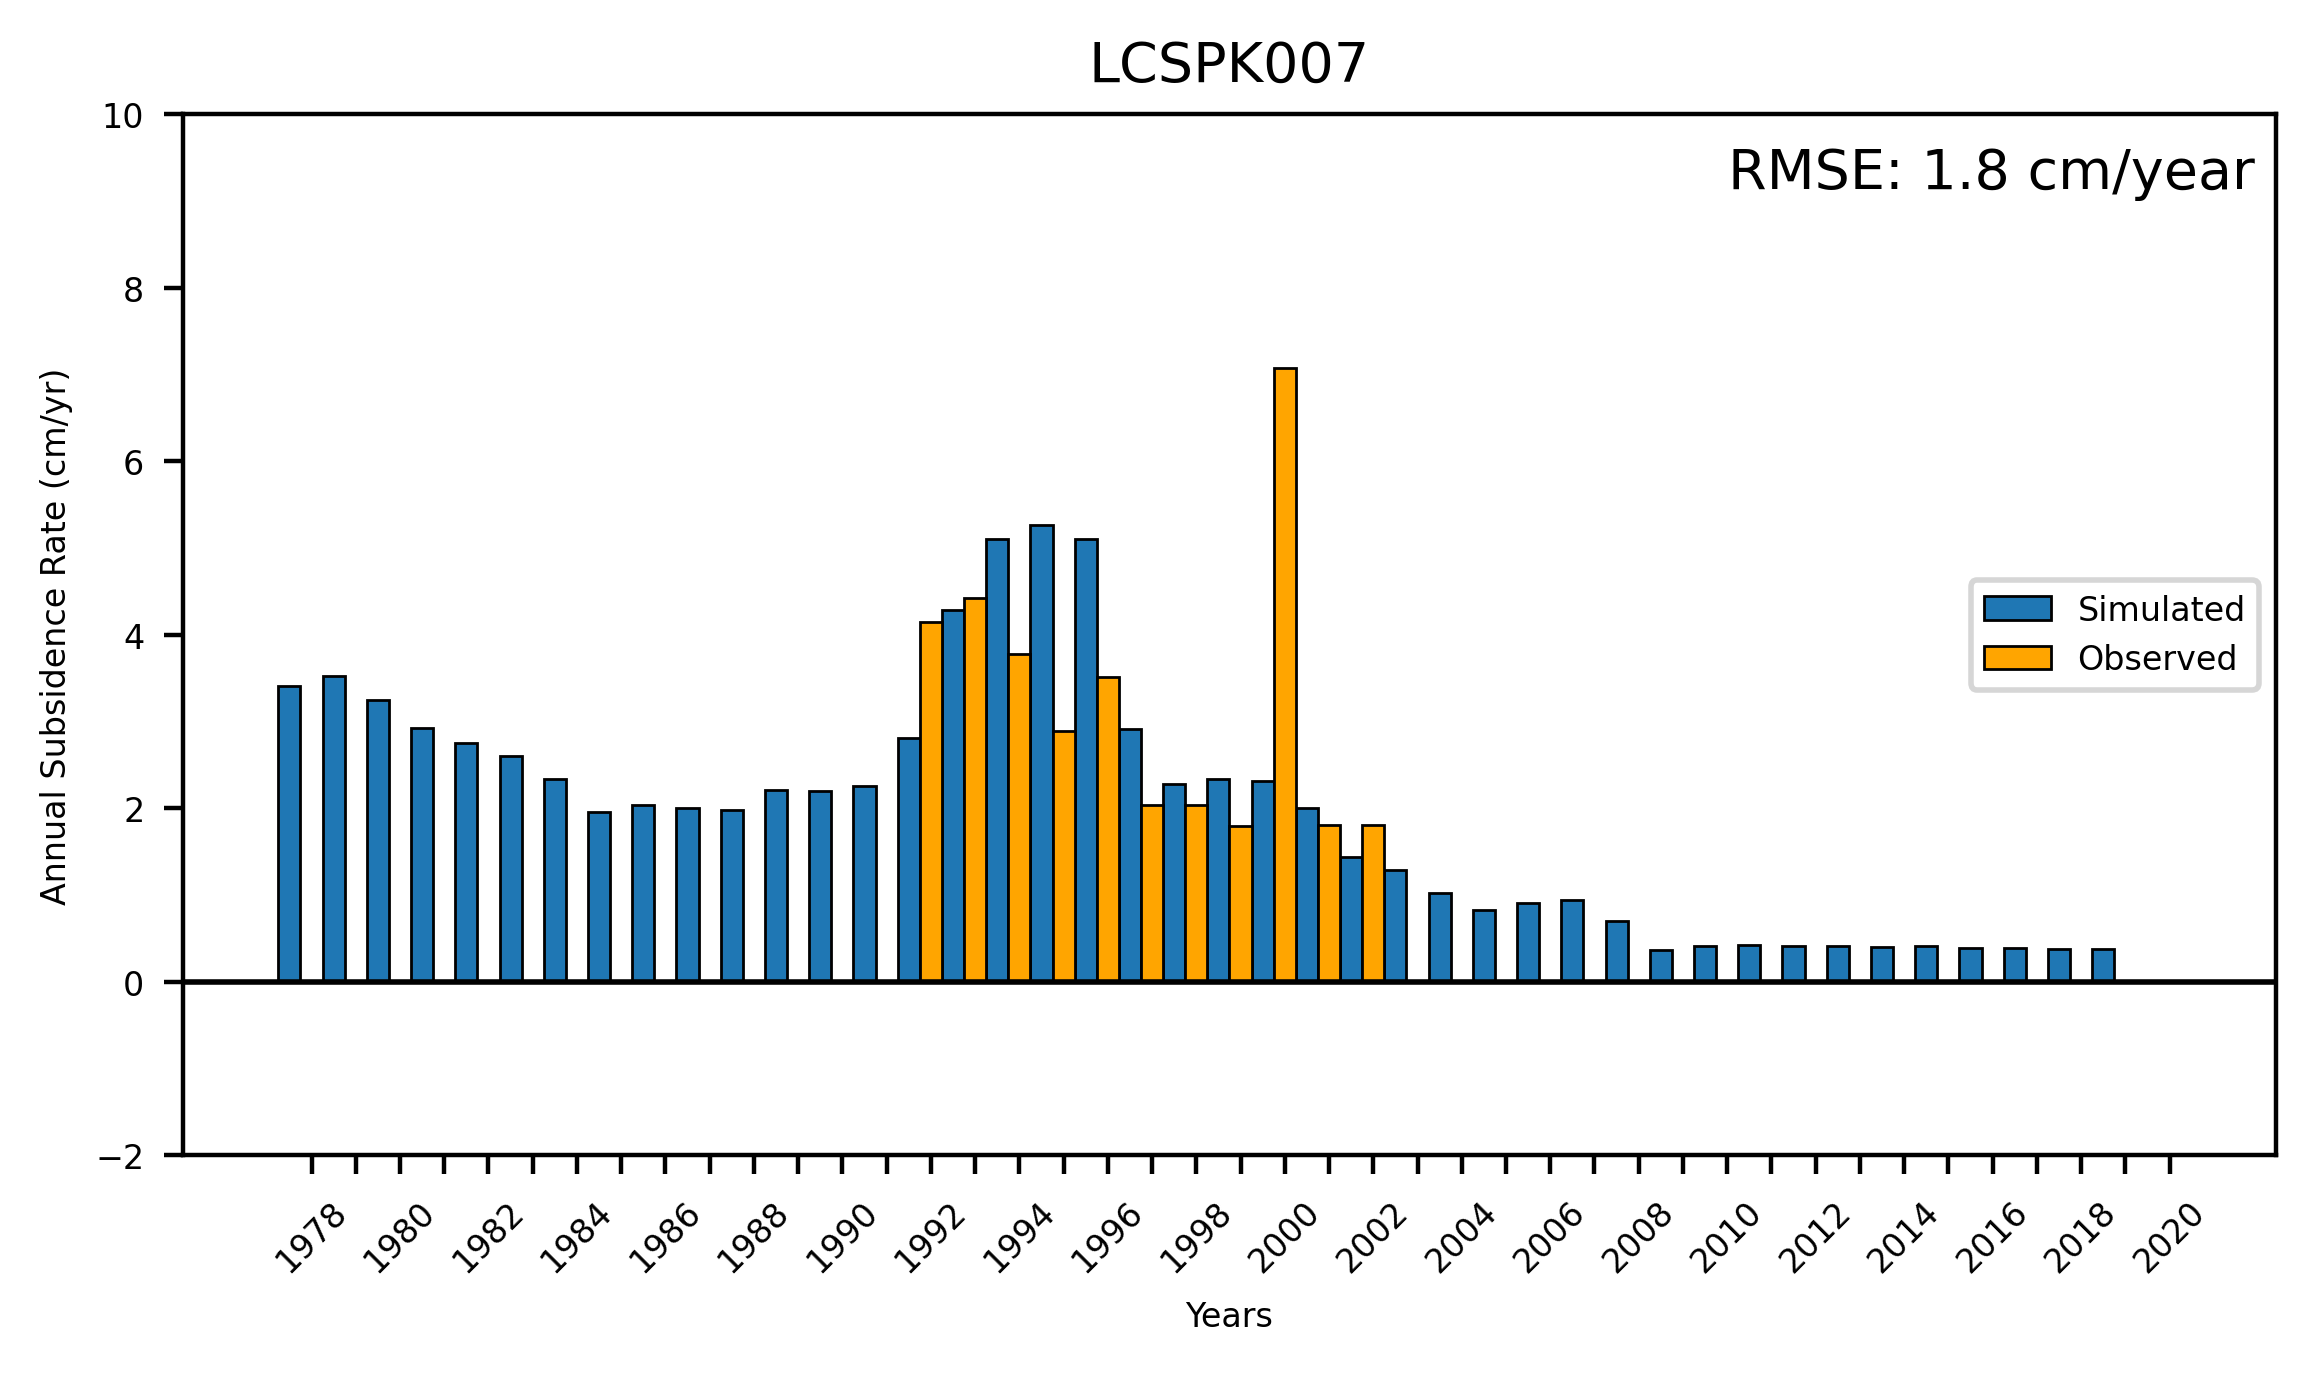 LCSPK007
RMSE: 1.8 cm/year
10
8
6
4
2
0
−2
Annual Subsidence Rate (cm/yr)
Simulated
Observed
1978 1980 1982 1984 1986 1988 1990 1992 1994 1996 1998 2000 2002 2004 2006 2008 2010 2012 2014 2016 2018 2020
Years